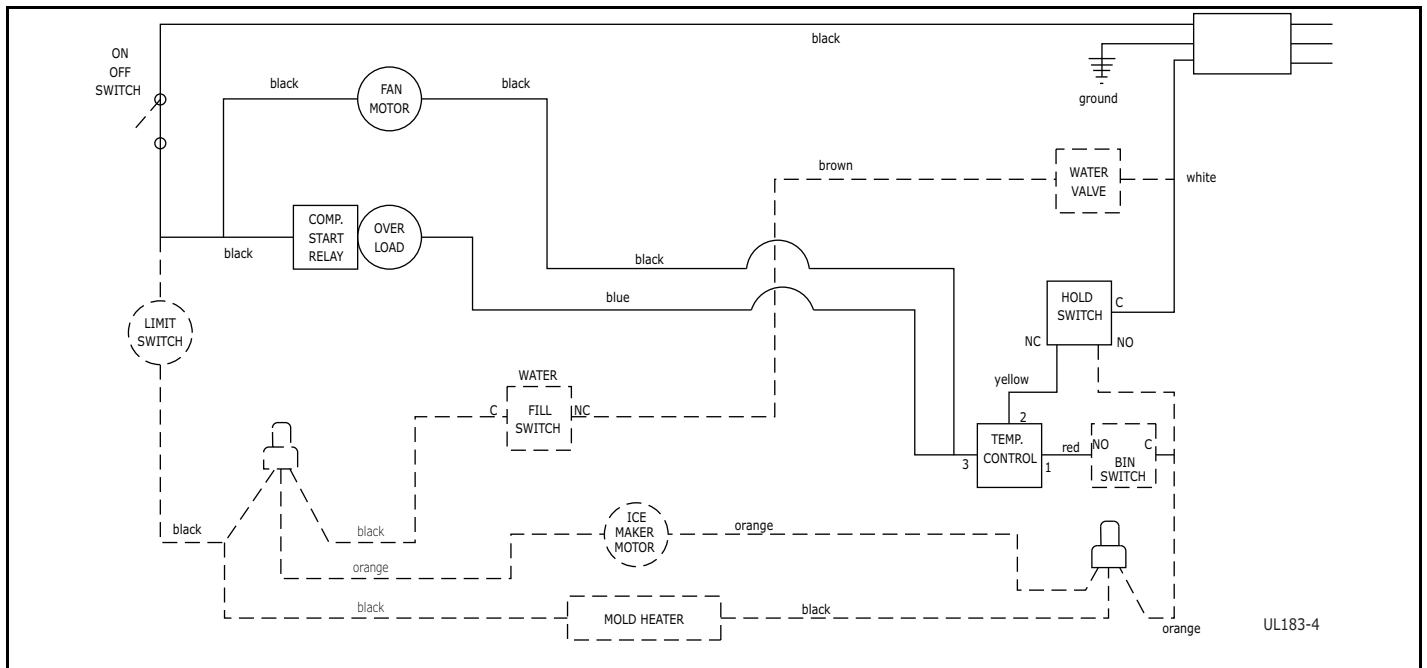 black
ON
OFF
SWITCH
ground
black
FAN
MOTOR
black
brown
WATER
VALVE
white
COMP.
START
RELAY
OVER
LOAD
black
black
blue
HOLD
SWITCH
C
NC
NO
LIMIT
SWITCH
yellow
WATER
C
FILL
SWITCH
NC
2
TEMP.
CONTROL
3
1
red
NO
C
BIN
SWITCH
black
black
orange
ICE
MAKER
MOTOR
orange
black
MOLD HEATER
black
orange
UL183-4